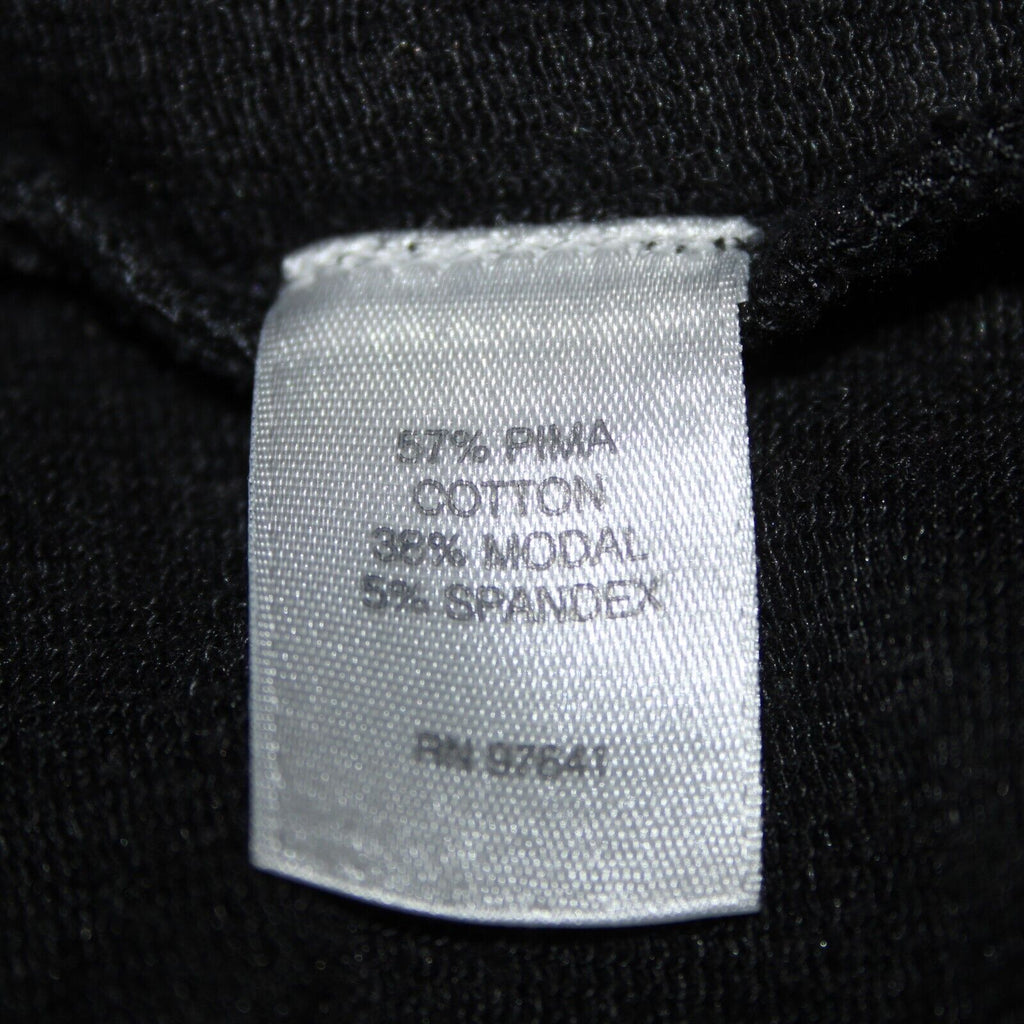 57% PIMA
COTTON
38% MODAL
5% SPANDEX
RN 97641